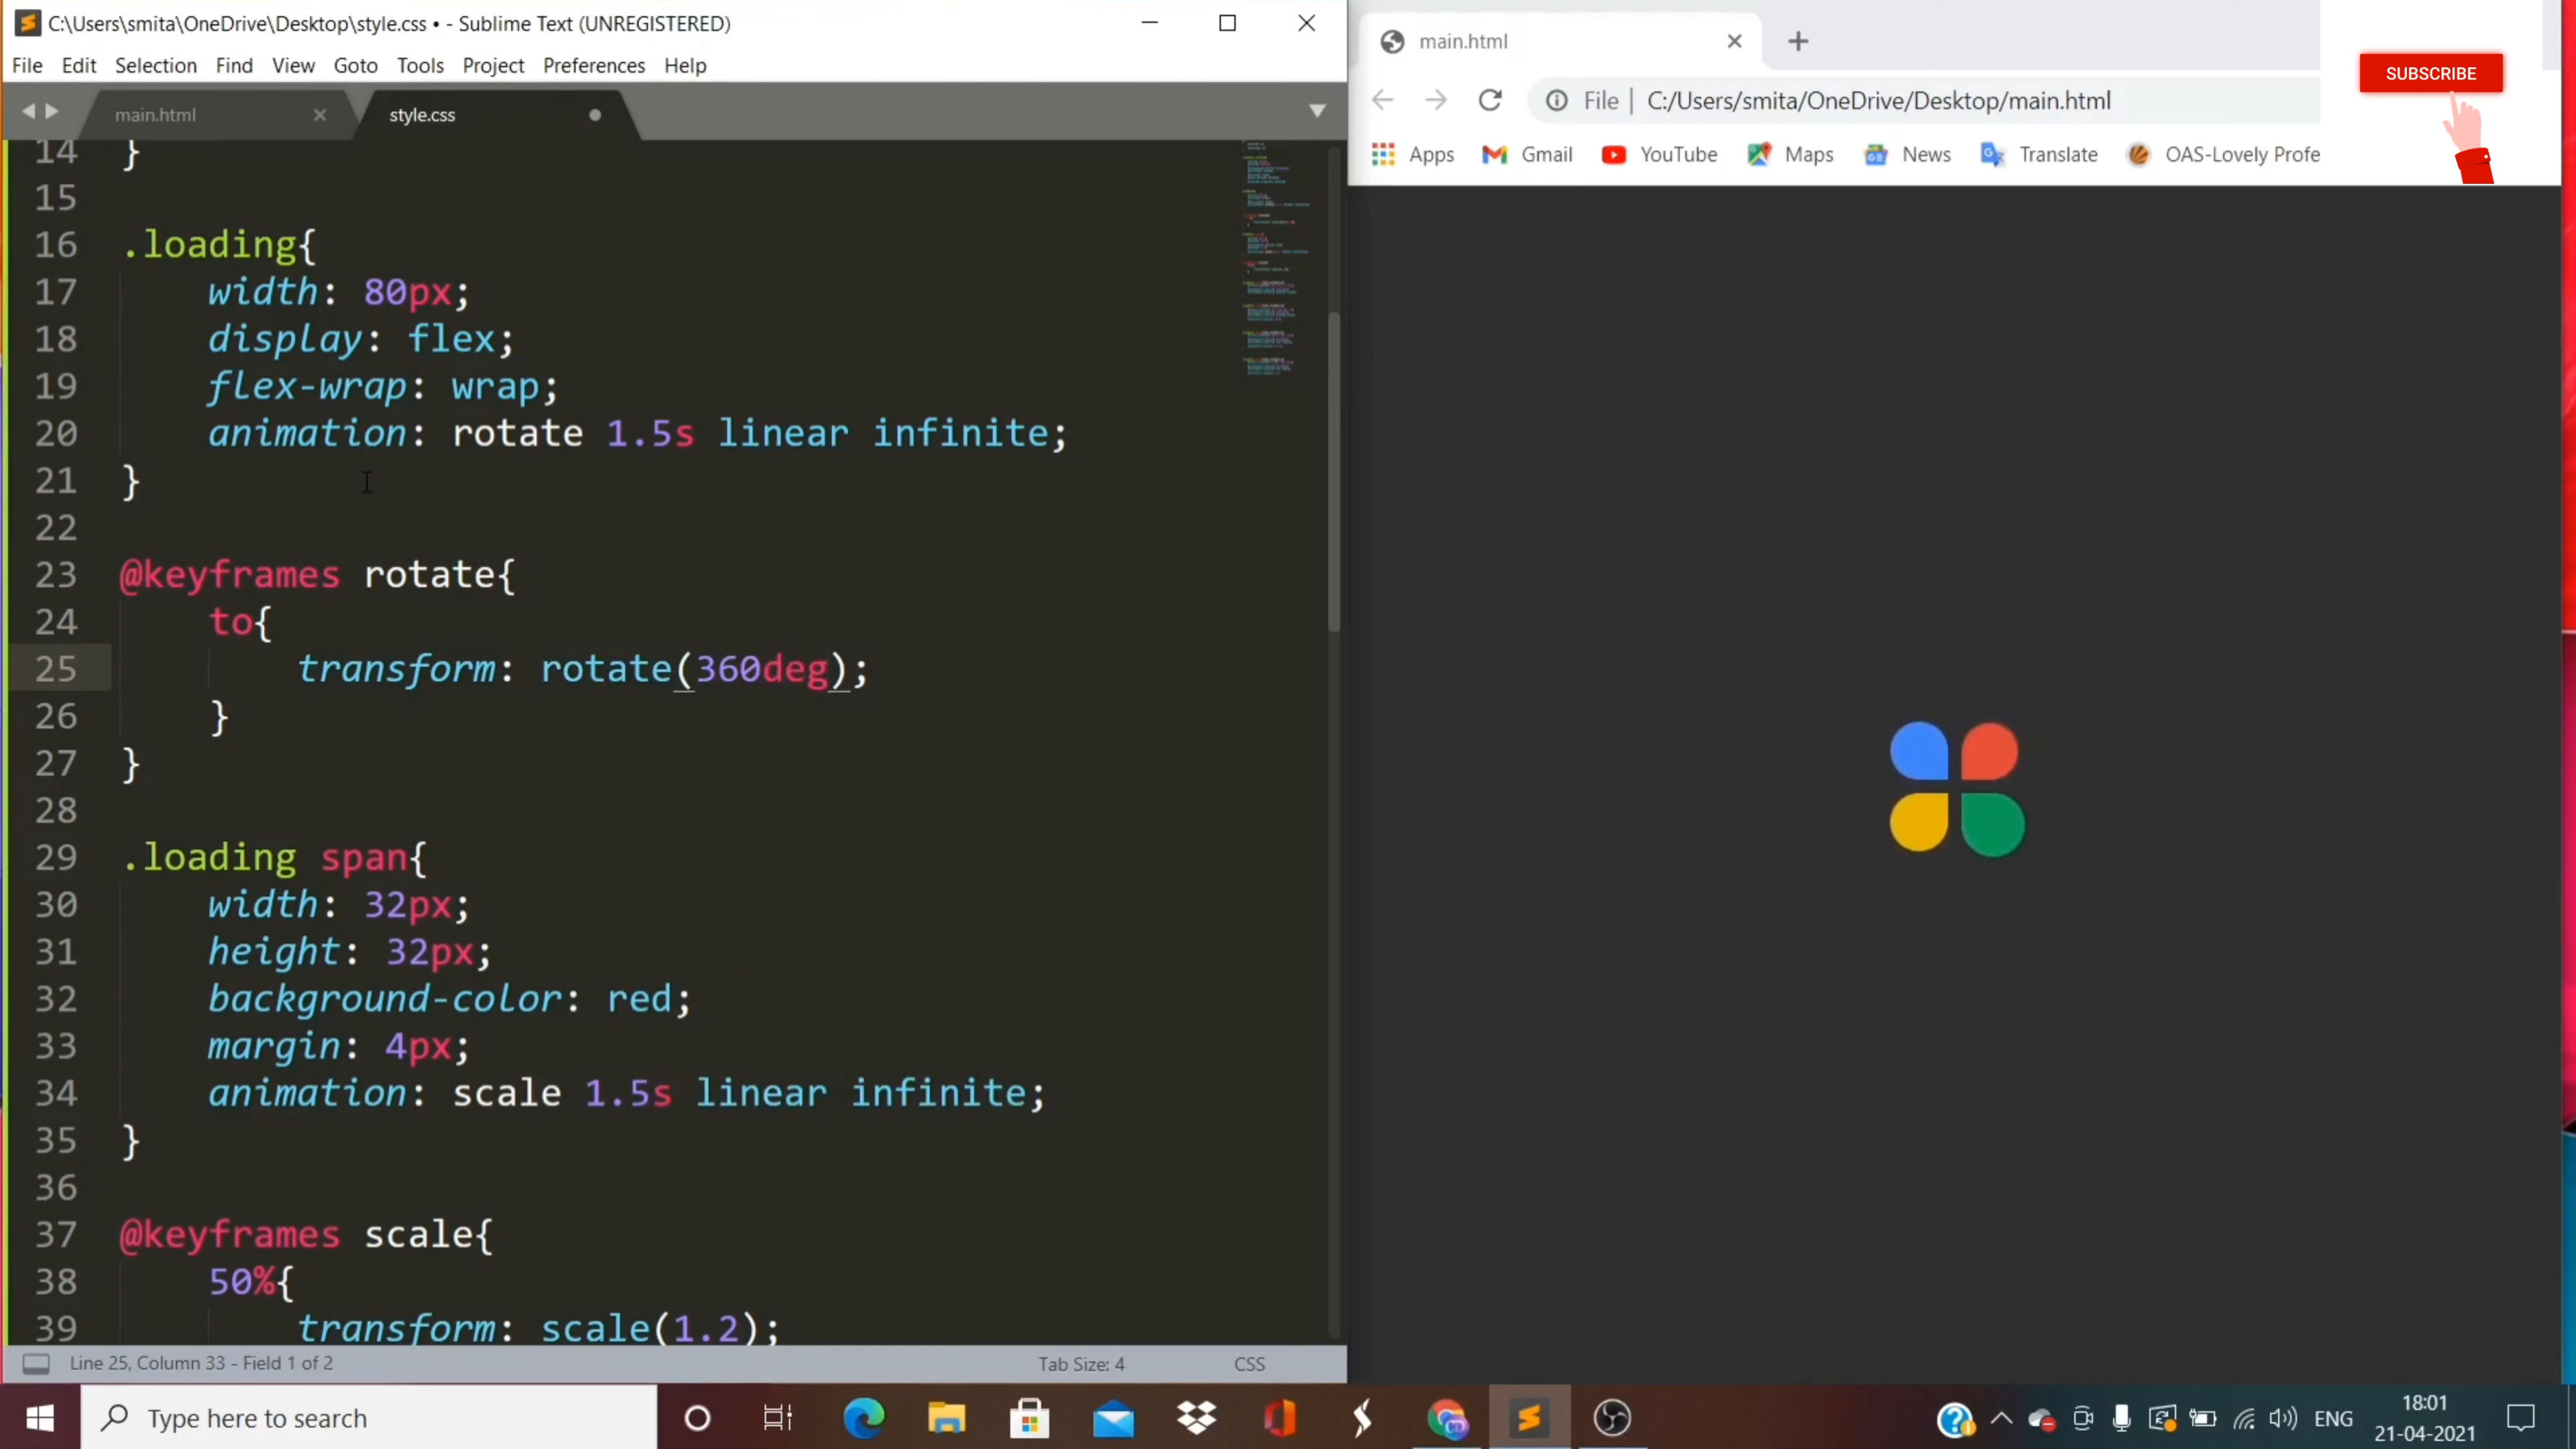 C:\Users\smita\OneDrive\Desktop\style.css • - Sublime Text (UNREGISTERED)
File Edit Selection Find View Goto Tools Project Preferences Help
main.html style.css
14 }
15
16 .loading{
17 width: 80px;
18 display: flex;
19 flex-wrap: wrap;
20 animation: rotate 1.5s linear infinite;
21 }
22
23 @keyframes rotate{
24 to{
25 transform: rotate(360deg);
26 }
27 }
28
29 .loading span{
30 width: 32px;
31 height: 32px;
32 background-color: red;
33 margin: 4px;
34 animation: scale 1.5s linear infinite;
35 }
36
37 @keyframes scale{
38 50%{
39 transform: scale(1.2);
Line 25, Column 33 - Field 1 of 2 Tab Size: 4 CSS
main.html
File | C:/Users/smita/OneDrive/Desktop/main.html
Apps Gmail YouTube Maps News Translate OAS-Lovely Profe
SUBSCRIBE
Type here to search
ENG
18:01
21-04-2021